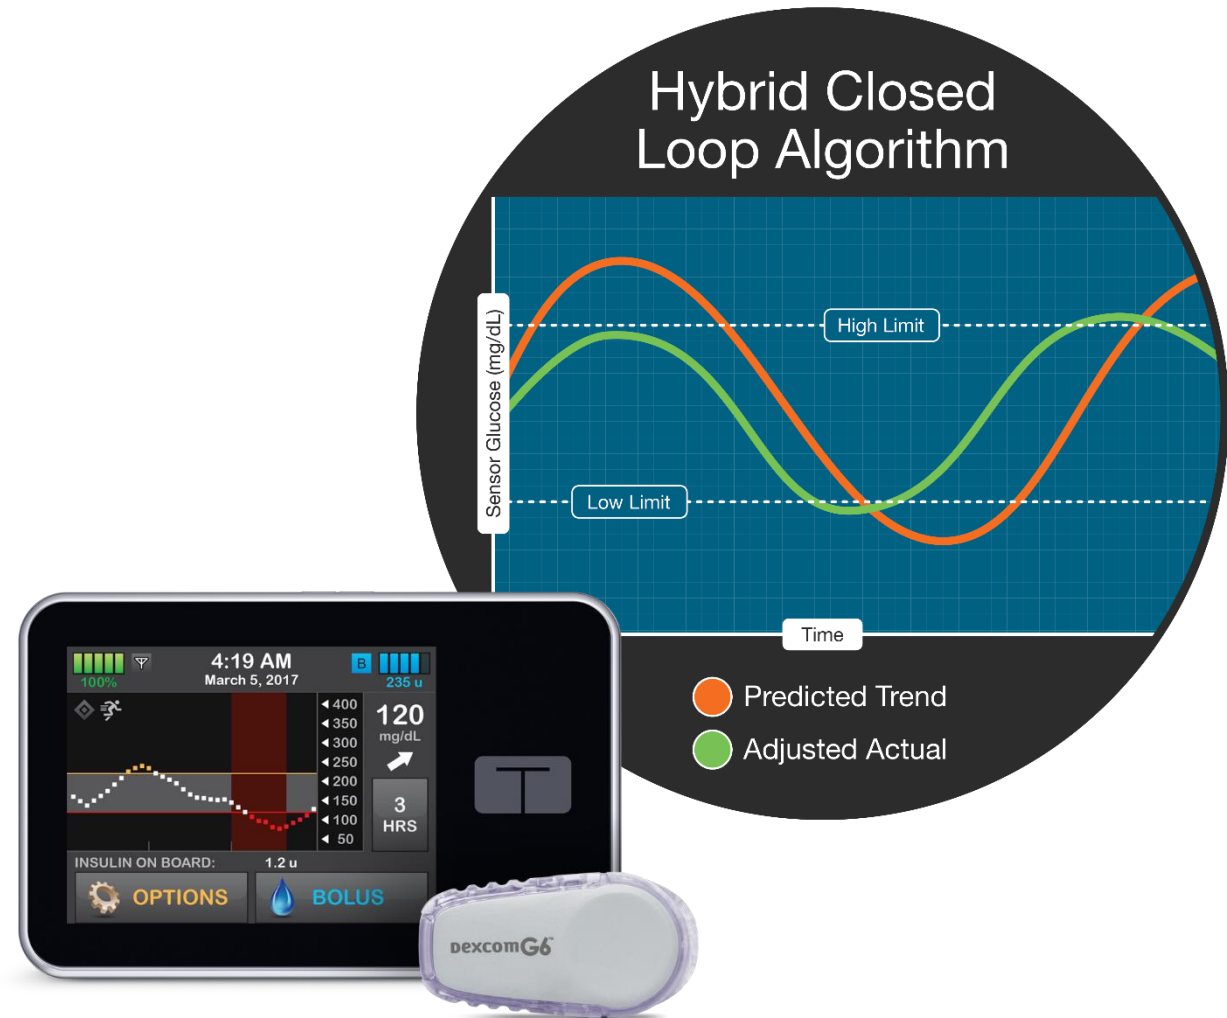 Hybrid Closed
Loop Algorithm
Sensor Glucose (mg/dL)
High Limit
Low Limit
Time
Predicted Trend
Adjusted Actual
100%
4:19 AM
March 5, 2017
B
235 u
400
350
300
250
200
150
100
50
120
mg/dL
3
HRS
INSULIN ON BOARD:
1.2 u
OPTIONS
BOLUS
DexcomG6™